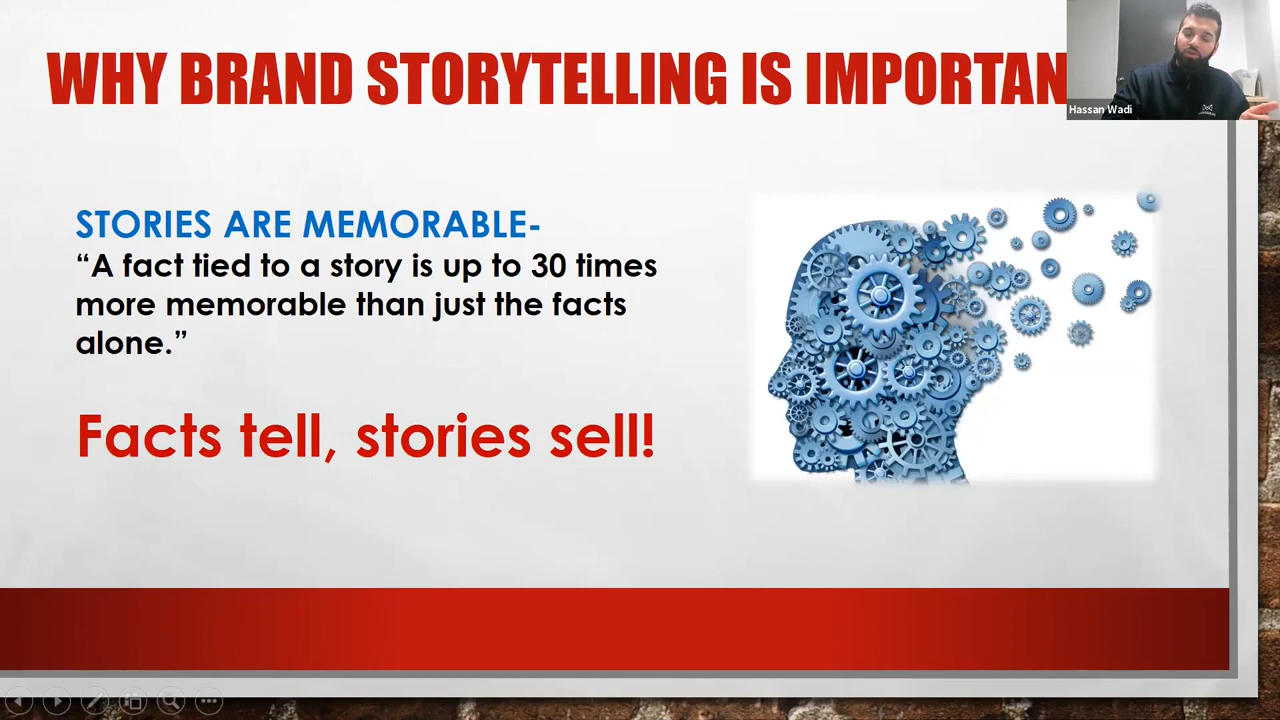 WHY BRAND STORYTELLING IS IMPORTAN
Hassan Wadi
STORIES ARE MEMORABLE-
“A fact tied to a story is up to 30 times
more memorable than just the facts
alone.”
Facts tell, stories sell!